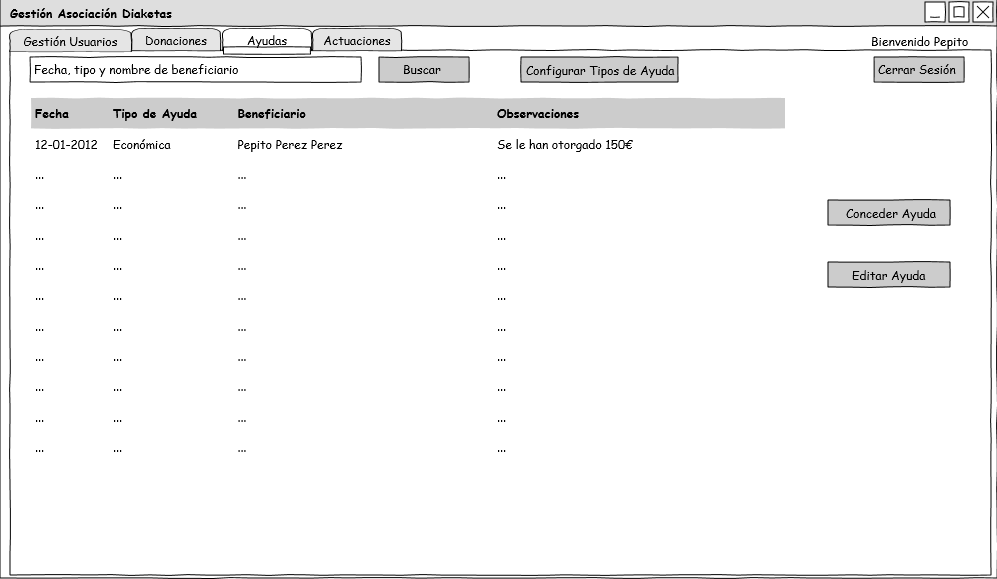 Gestión Asociación Diaketas
Gestión Usuarios Donaciones Ayudas Actuaciones Bienvenido Pepito
Fecha, tipo y nombre de beneficiario Buscar Configurar Tipos de Ayuda Cerrar Sesión
Fecha Tipo de Ayuda Beneficiario Observaciones
12-01-2012 Económica Pepito Perez Perez Se le han otorgado 150€
... ... ... ...
... ... ... ...
Conceder Ayuda
... ... ... ...
... ... ... ...
Editar Ayuda
... ... ... ...
... ... ... ...
... ... ... ...
... ... ... ...
... ... ... ...
... ... ... ...